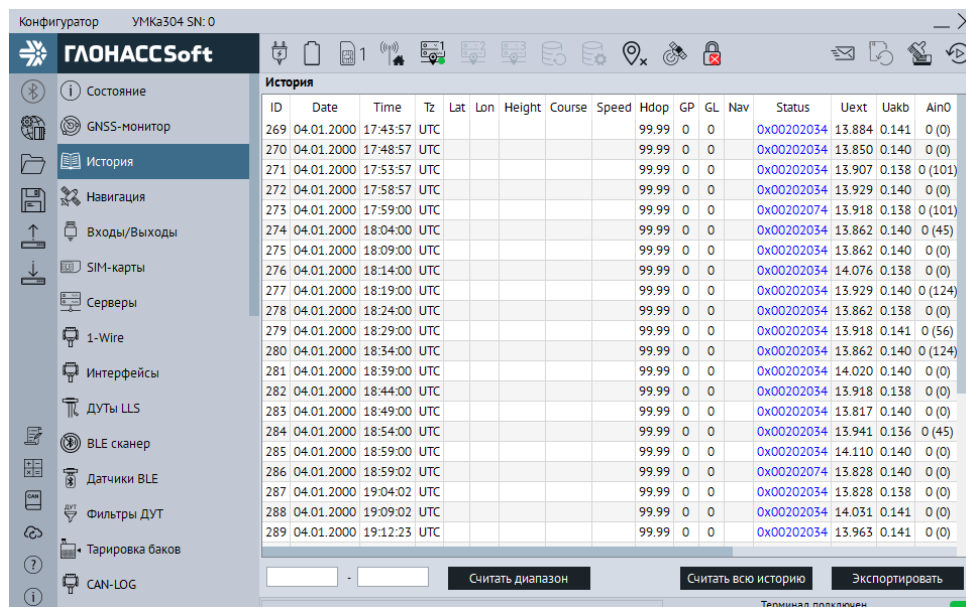 Конфигуратор УМКа304 SN: 0
ГЛОНАССSoft
1
1
Состояние
GNSS-монитор
История
Навигация
Входы/Выходы
SIM-карты
Серверы
1-Wire
Интерфейсы
ДУТы LLS
BLE сканер
Датчики BLE
Фильтры ДУТ
Тарировка баков
CAN-LOG
История
ID Date Time Tz Lat Lon Height Course Speed Hdop GP GL Nav Status Uext Uakb Ain0
269 04.01.2000 17:43:57 UTC 99.99 0 0 0x00202034 13.884 0.141 0 (0)
270 04.01.2000 17:48:57 UTC 99.99 0 0 0x00202034 13.850 0.140 0 (0)
271 04.01.2000 17:53:57 UTC 99.99 0 0 0x00202034 13.907 0.138 0 (101)
272 04.01.2000 17:58:57 UTC 99.99 0 0 0x00202034 13.929 0.140 0 (0)
273 04.01.2000 17:59:00 UTC 99.99 0 0 0x00202074 13.918 0.138 0 (101)
274 04.01.2000 18:04:00 UTC 99.99 0 0 0x00202034 13.862 0.140 0 (45)
275 04.01.2000 18:09:00 UTC 99.99 0 0 0x00202034 13.862 0.140 0 (0)
276 04.01.2000 18:14:00 UTC 99.99 0 0 0x00202034 14.076 0.138 0 (0)
277 04.01.2000 18:19:00 UTC 99.99 0 0 0x00202034 13.929 0.140 0 (124)
278 04.01.2000 18:24:00 UTC 99.99 0 0 0x00202034 13.862 0.138 0 (0)
279 04.01.2000 18:29:00 UTC 99.99 0 0 0x00202034 13.918 0.141 0 (56)
280 04.01.2000 18:34:00 UTC 99.99 0 0 0x00202034 13.862 0.140 0 (124)
281 04.01.2000 18:39:00 UTC 99.99 0 0 0x00202034 14.020 0.140 0 (0)
282 04.01.2000 18:44:00 UTC 99.99 0 0 0x00202034 13.918 0.138 0 (0)
283 04.01.2000 18:49:00 UTC 99.99 0 0 0x00202034 13.817 0.140 0 (0)
284 04.01.2000 18:54:00 UTC 99.99 0 0 0x00202034 13.941 0.136 0 (45)
285 04.01.2000 18:59:00 UTC 99.99 0 0 0x00202034 14.110 0.140 0 (0)
286 04.01.2000 18:59:02 UTC 99.99 0 0 0x00202074 13.828 0.140 0 (0)
287 04.01.2000 19:04:02 UTC 99.99 0 0 0x00202034 13.828 0.138 0 (0)
288 04.01.2000 19:09:02 UTC 99.99 0 0 0x00202034 14.031 0.141 0 (0)
289 04.01.2000 19:12:23 UTC 99.99 0 0 0x00202034 13.963 0.141 0 (0)
- Считать диапазон Считать всю историю Экспортировать
Терминал подключен